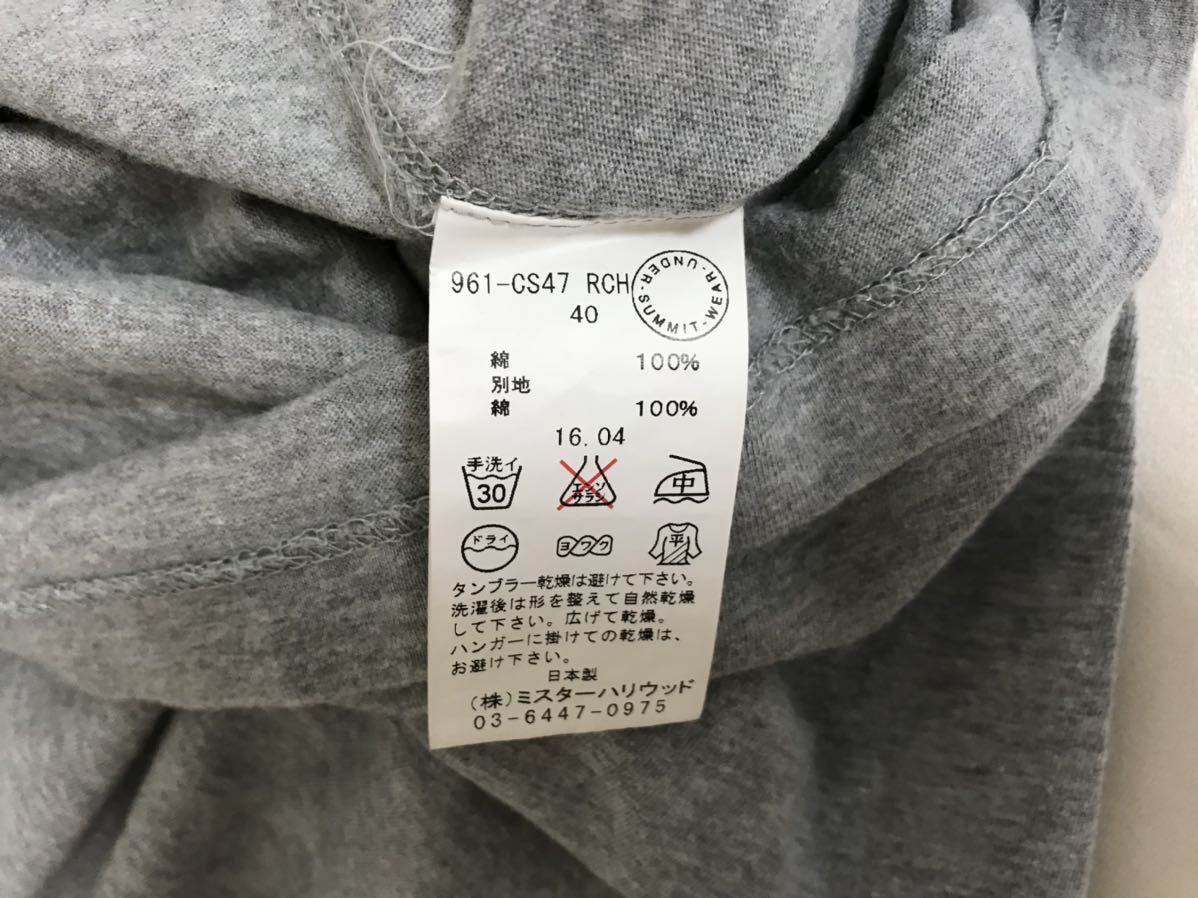 961-CS47 RCH
40
UNDER·SUMMIT-WEAR-
綿 100%
別地
綿 100%
16.04
手洗イ
30
エンソ
サラシ
中
ドライ
ヨワク
平
タンブラー乾燥は避けて下さい。
洗濯後は形を整えて自然乾燥
して下さい。広げて乾燥。
ハンガーに掛けての乾燥は、
お避け下さい。
日本製
(株)ミスターハリウッド
03-6447-0975